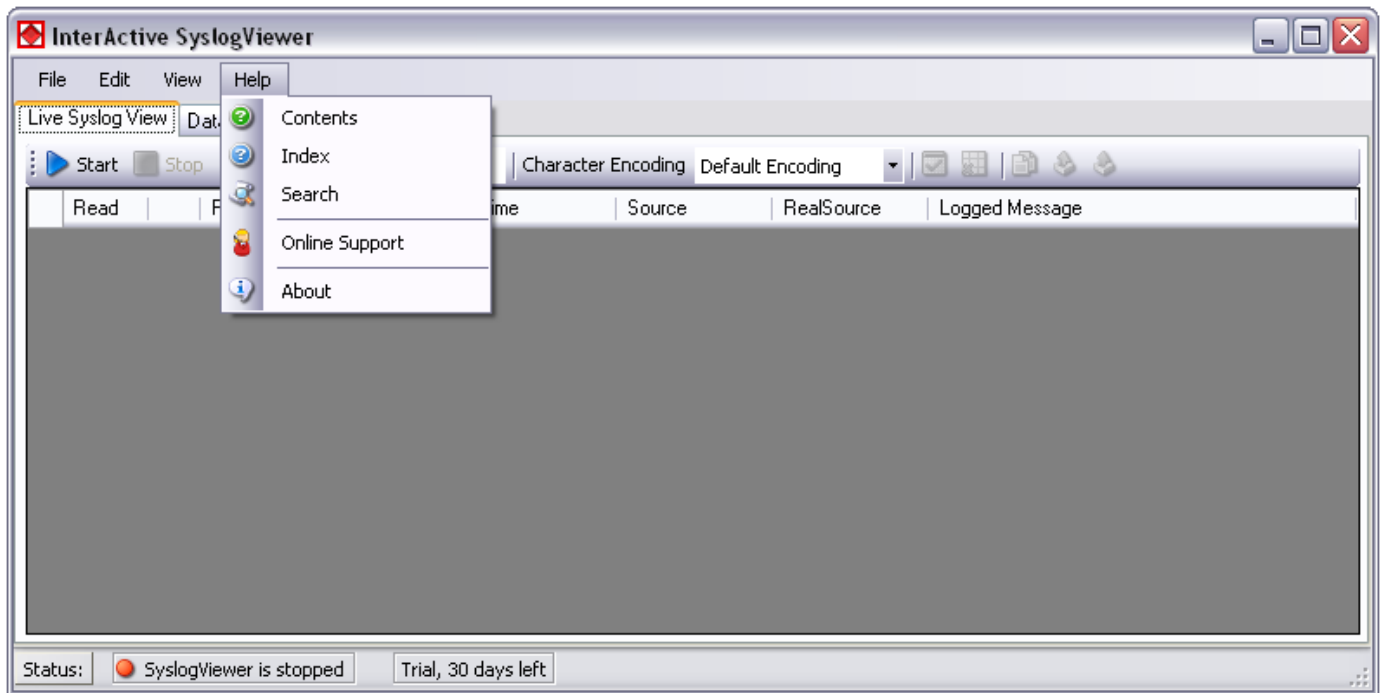 InterActive SyslogViewer
File Edit View Help
Live Syslog View
Contents
Index
Search
Online Support
About
Start Stop Character Encoding Default Encoding
Read Source RealSource Logged Message
Status: SyslogViewer is stopped Trial, 30 days left